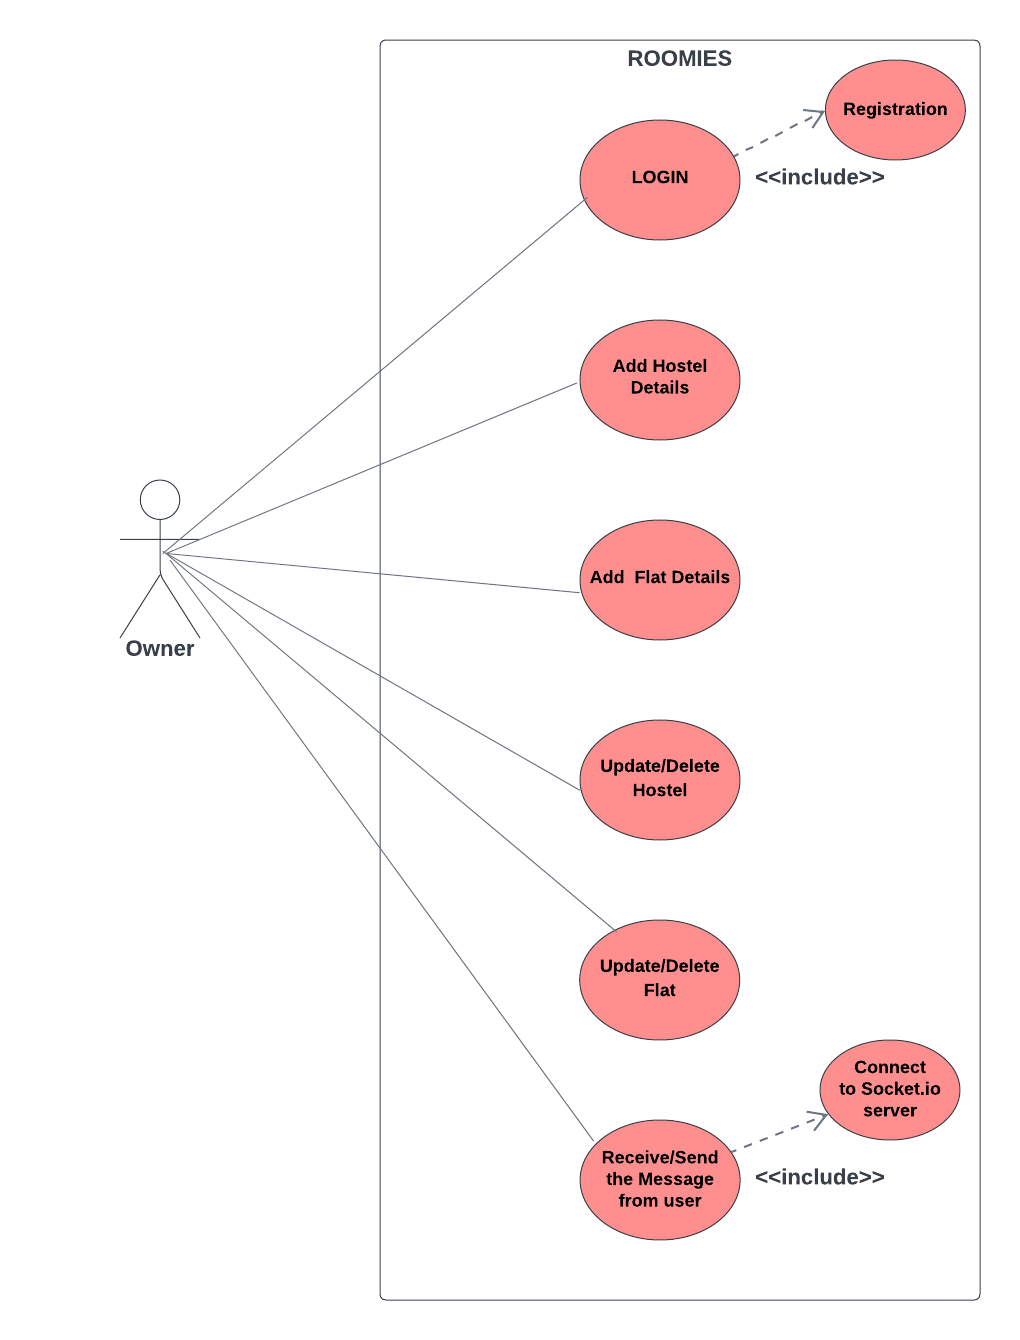 ROOMIES
Registration
LOGIN
<<include>>
Add Hostel
Details
Add  Flat Details
Owner
Update/Delete
Hostel
Update/Delete
Flat
Connect
to Socket.io
server
Receive/Send
the Message
from user
<<include>>